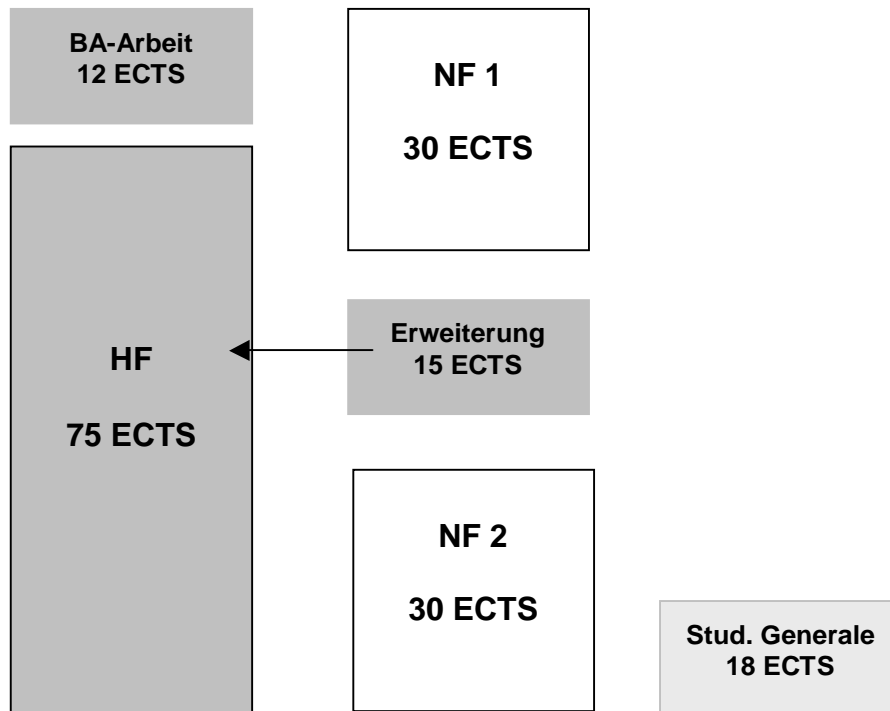 BA-Arbeit
12 ECTS
HF
75 ECTS
NF 1
30 ECTS
Erweiterung
15 ECTS
NF 2
30 ECTS
Stud. Generale
18 ECTS